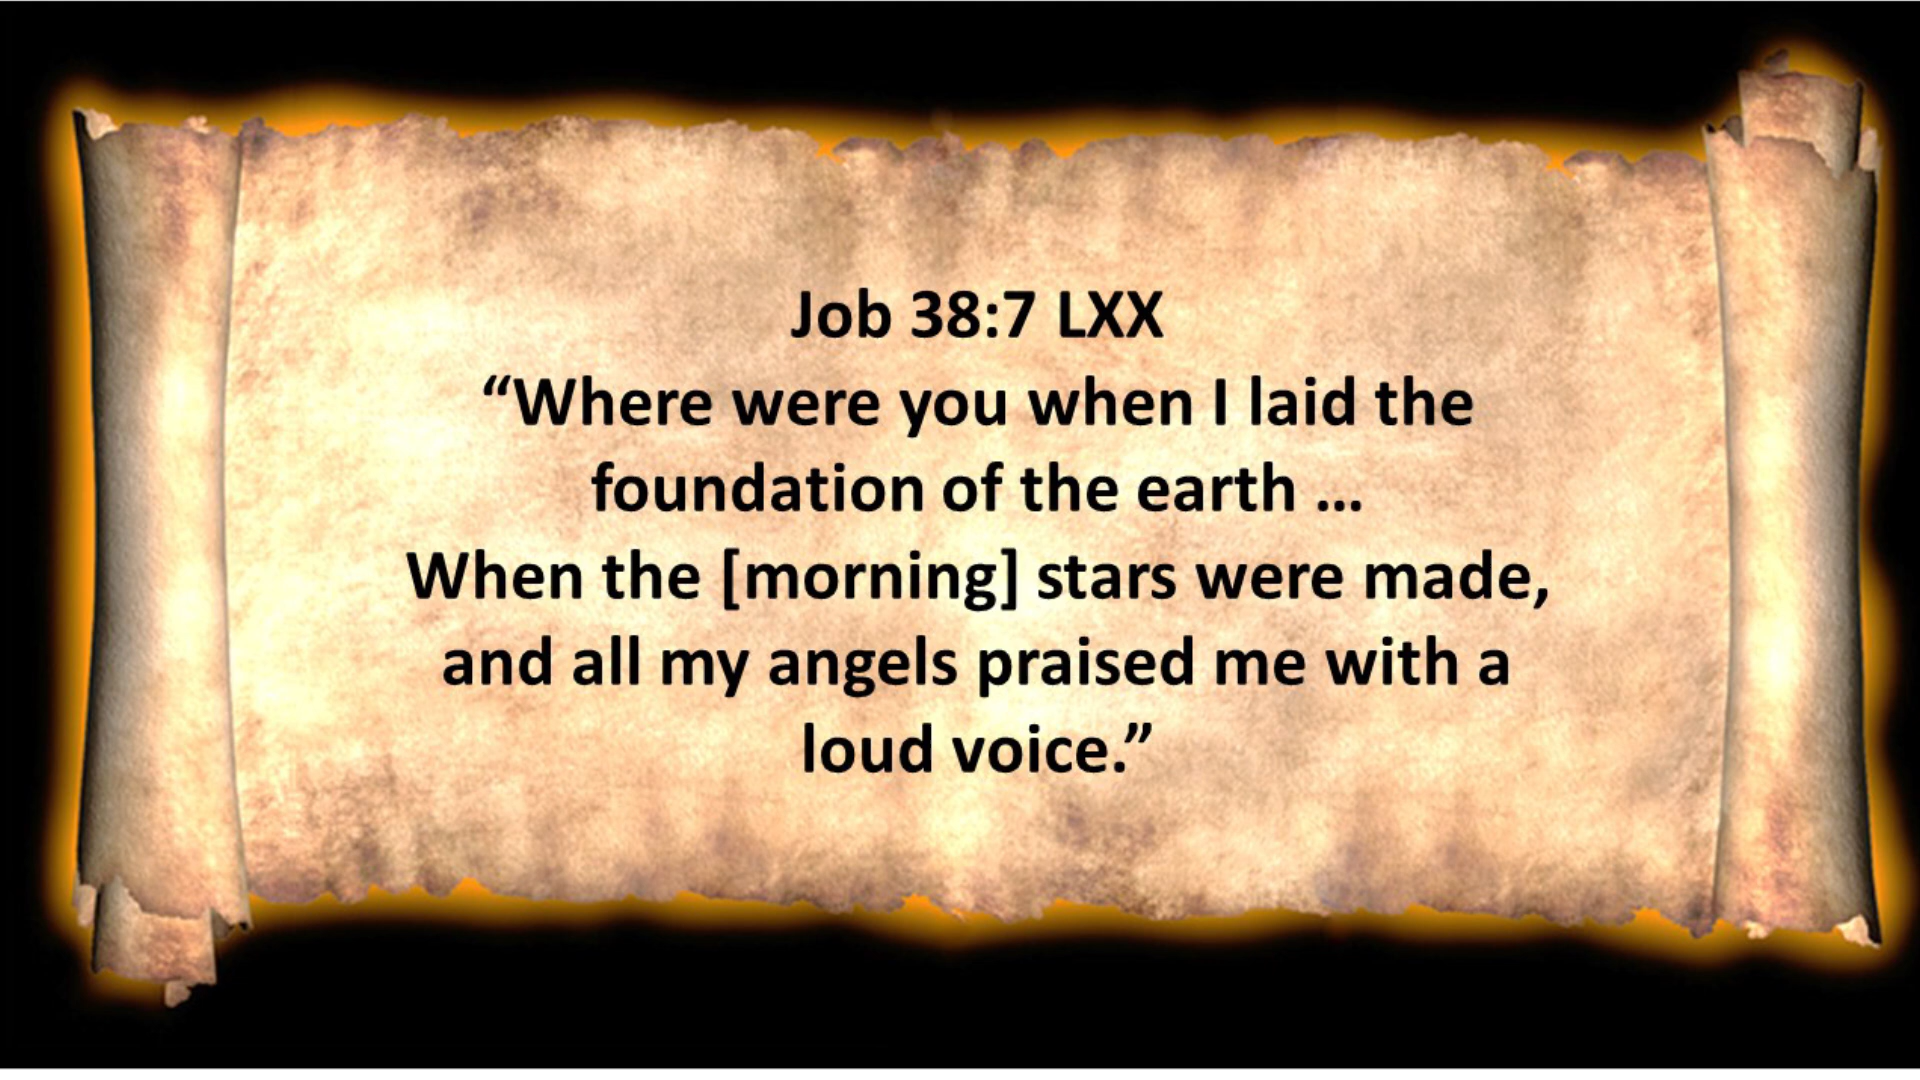 Job 38:7 LXX
“Where were you when I laid the
foundation of the earth ...
When the [morning] stars were made,
and all my angels praised me with a
loud voice.”